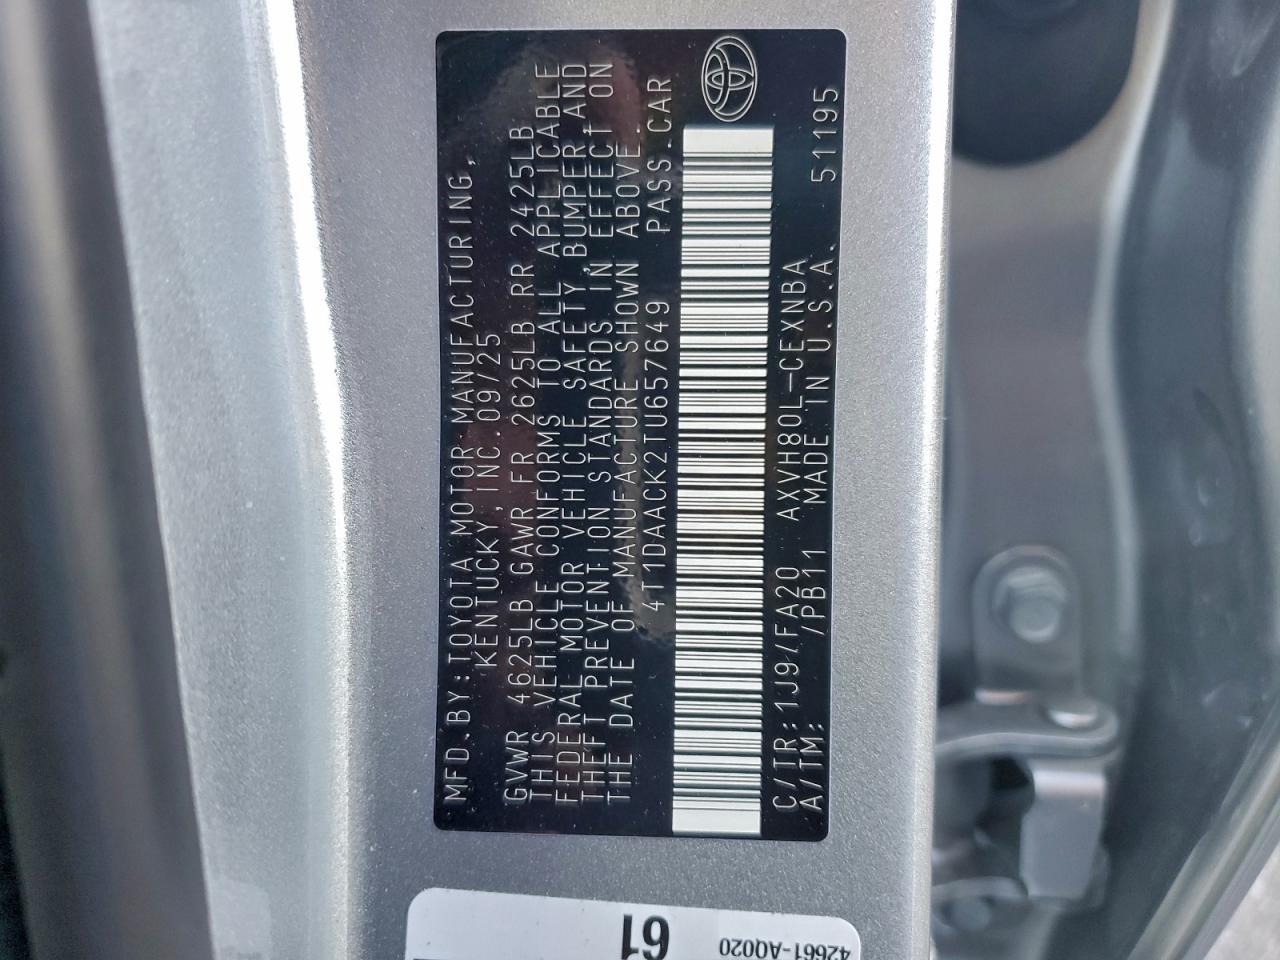 MFD.BY:TOYOTA MOTOR MANUFACTURING,
KENTUCKY,INC.09/25
GVWR 4625LB GAWR FR 2625LB RR 2425LB
THIS VEHICLE CONFORMS TO ALL APPLICABLE
FEDERAL MOTOR VEHICLE SAFETY,BUMPER,AND
THEFT PREVENTION STANDARDS IN EFFECT ON
THE DATE OF MANUFACTURE SHOWN ABOVE.
4T1DAACK2TU657649 PASS.CAR
C/TR:1J9/FA20 AXVH80L-CEXNBA
A/TM: /PB11 MADE IN U.S.A. 51195
61
42661-AQ020